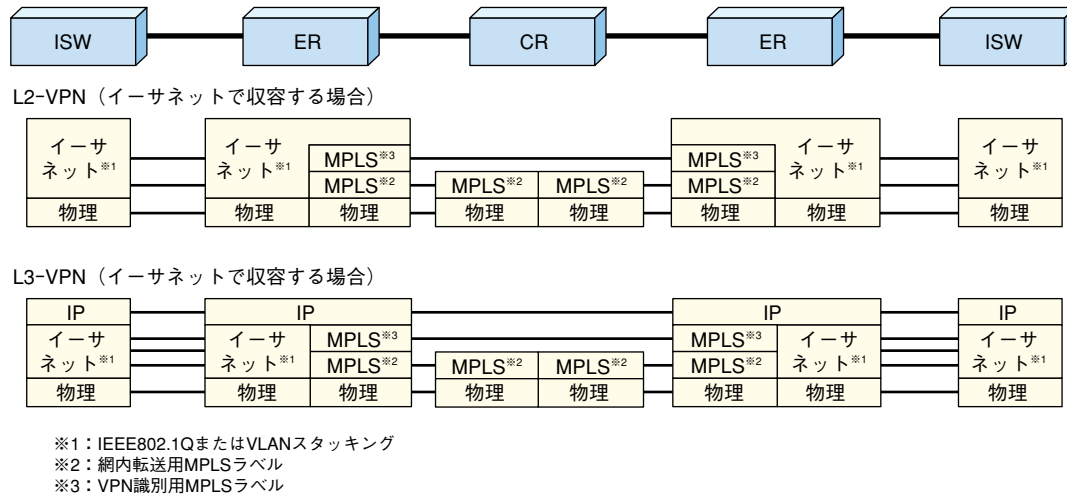 ISW ER CR ER ISW
L2-VPN（イーサネットで収容する場合）
イーサ
ネット※1
物理
イーサ
ネット※1
物理
MPLS※3
MPLS※2
物理
MPLS※2
物理
MPLS※2
物理
MPLS※3
MPLS※2
物理
イーサ
ネット※1
物理
イーサ
ネット※1
物理
L3-VPN（イーサネットで収容する場合）
IP
イーサ
ネット※1
物理
IP
イーサ
ネット※1
物理
MPLS※3
MPLS※2
物理
MPLS※2
物理
MPLS※2
物理
IP
MPLS※3
MPLS※2
物理
イーサ
ネット※1
物理
IP
イーサ
ネット※1
物理
※1：IEEE802.1QまたはVLANスタッキング
※2：網内転送用MPLSラベル
※3：VPN識別用MPLSラベル